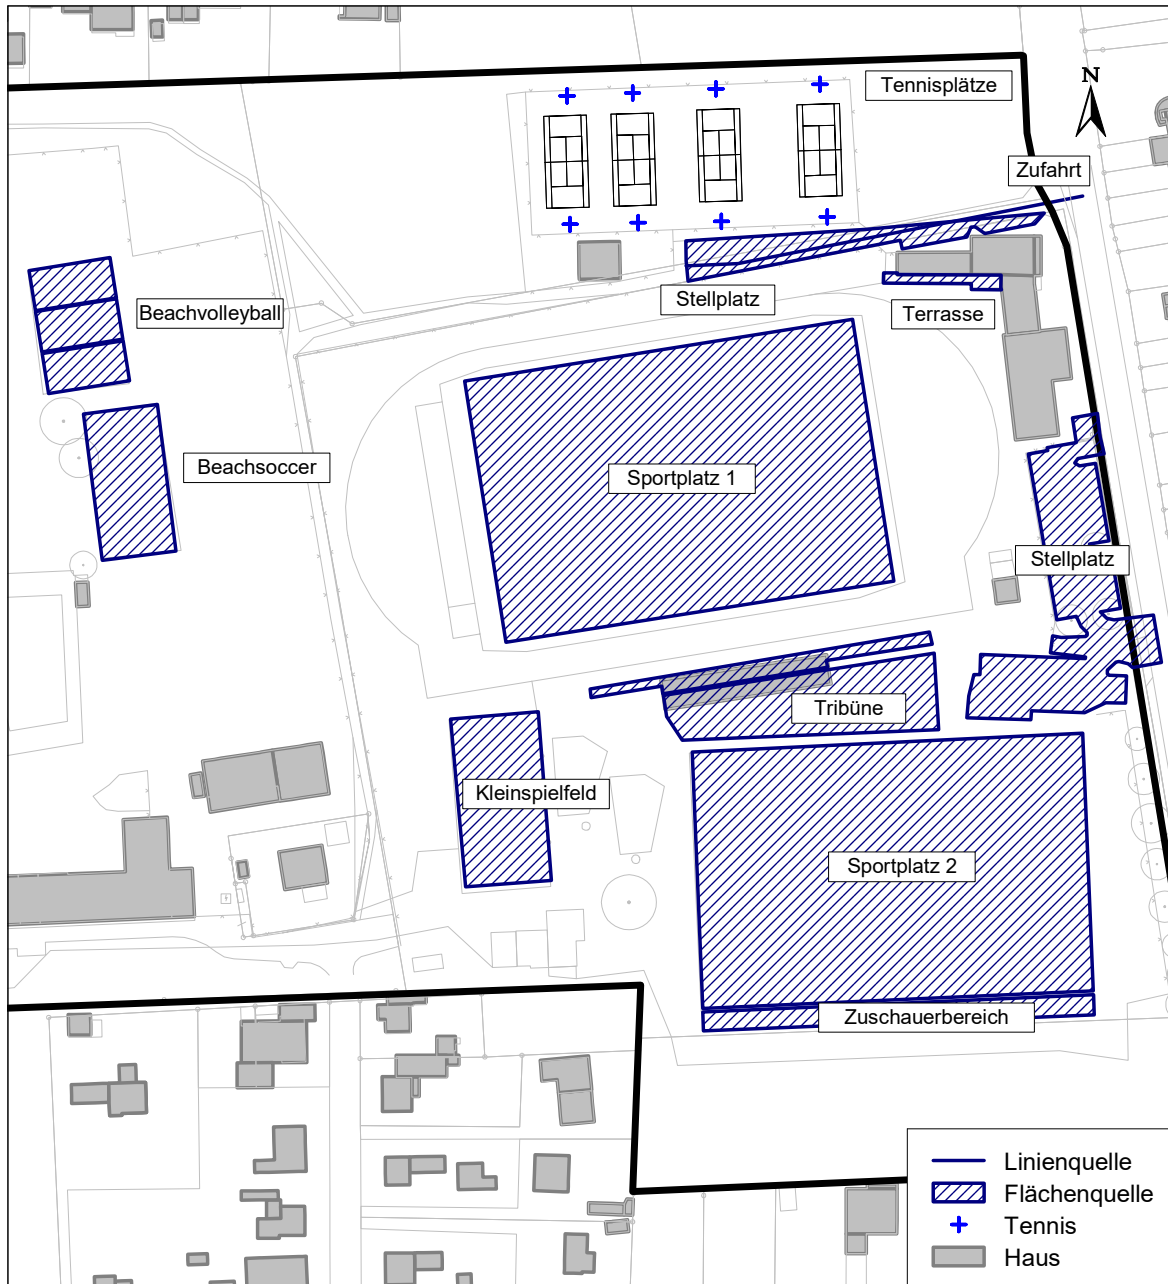 Tennisplätze
N
Zufahrt
Beachvolleyball
Stellplatz
Terrasse
Beachsoccer
Sportplatz 1
Stellplatz
Tribüne
Kleinspielfeld
Sportplatz 2
Zuschauerbereich
Linienquelle
Flächenquelle
Tennis
Haus